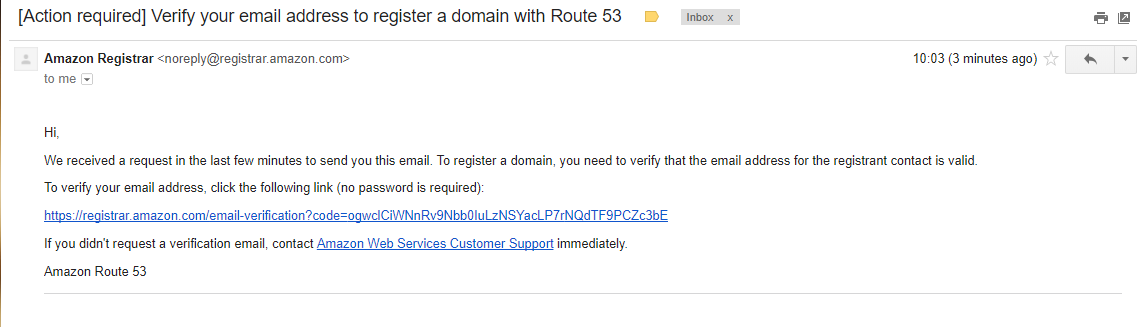 [Action required] Verify your email address to register a domain with Route 53
Inbox x
Amazon Registrar <noreply@registrar.amazon.com>
10:03 (3 minutes ago)
to me
Hi,
We received a request in the last few minutes to send you this email. To register a domain, you need to verify that the email address for the registrant contact is valid.
To verify your email address, click the following link (no password is required):
https://registrar.amazon.com/email-verification?code=ogwclCiWNnRv9Nbb0IuLzNSYacLP7rNQdTF9PCZc3bE
If you didn't request a verification email, contact Amazon Web Services Customer Support immediately.
Amazon Route 53